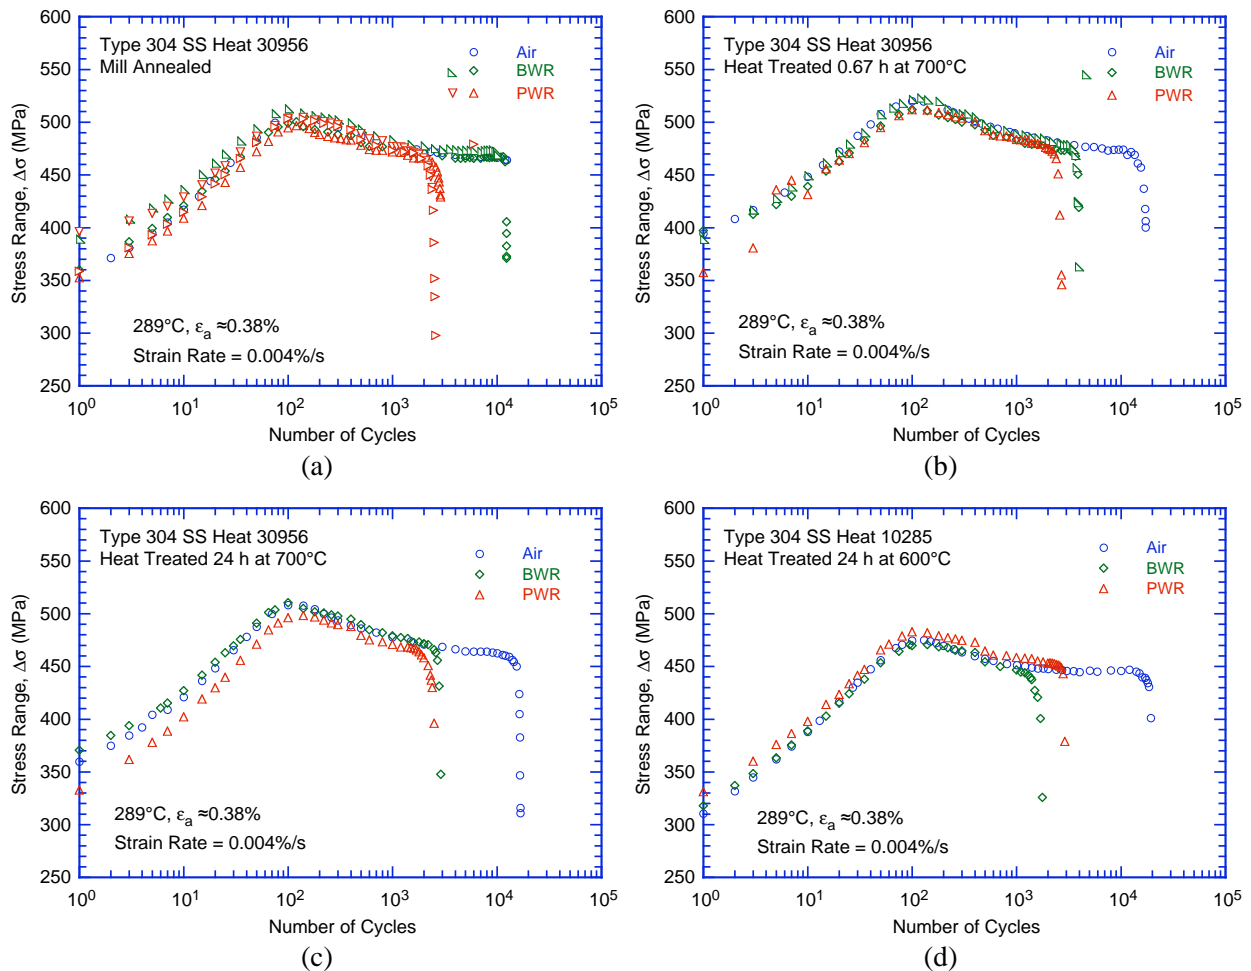 600
550
500
450
400
350
300
250
Stress Range, Δσ (MPa)
Type 304 SS Heat 30956
Mill Annealed
Air
BWR
PWR
289°C, ε_a ≈0.38%
Strain Rate = 0.004%/s
10^0 10^1 10^2 10^3 10^4 10^5
Number of Cycles
(a)
600
550
500
450
400
350
300
250
Stress Range, Δσ (MPa)
Type 304 SS Heat 30956
Heat Treated 0.67 h at 700°C
Air
BWR
PWR
289°C, ε_a ≈0.38%
Strain Rate = 0.004%/s
10^0 10^1 10^2 10^3 10^4 10^5
Number of Cycles
(b)
600
550
500
450
400
350
300
250
Stress Range, Δσ (MPa)
Type 304 SS Heat 30956
Heat Treated 24 h at 700°C
Air
BWR
PWR
289°C, ε_a ≈0.38%
Strain Rate = 0.004%/s
10^0 10^1 10^2 10^3 10^4 10^5
Number of Cycles
(c)
600
550
500
450
400
350
300
250
Stress Range, Δσ (MPa)
Type 304 SS Heat 10285
Heat Treated 24 h at 600°C
Air
BWR
PWR
289°C, ε_a ≈0.38%
Strain Rate = 0.004%/s
10^0 10^1 10^2 10^3 10^4 10^5
Number of Cycles
(d)